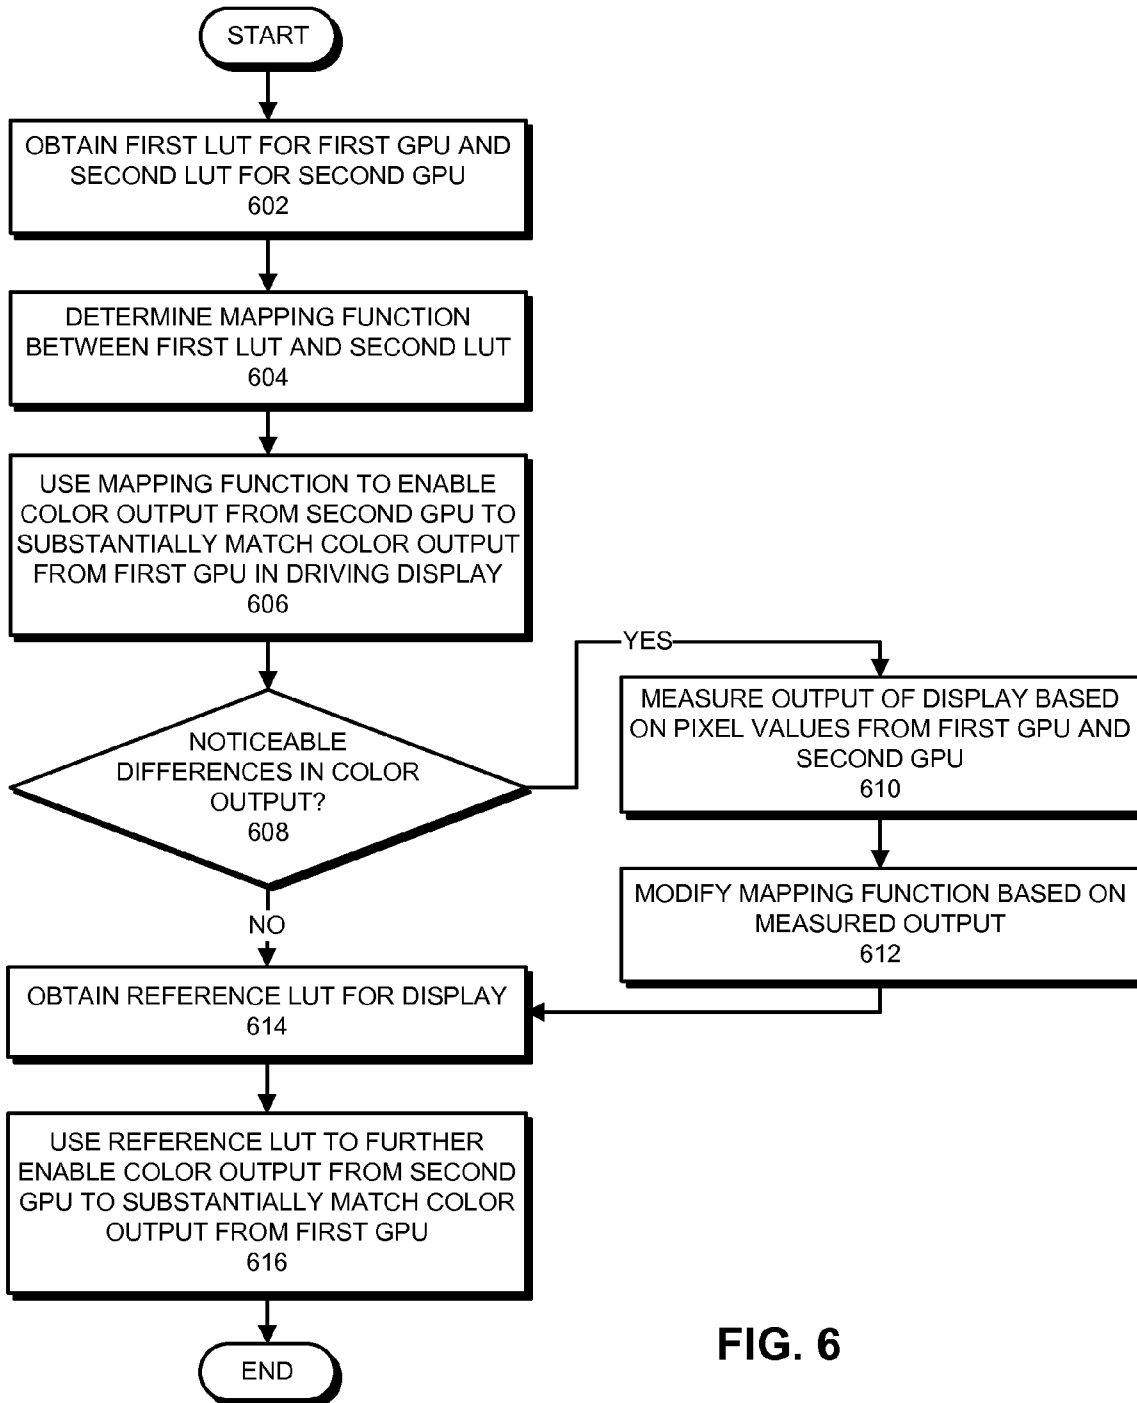 START
OBTAIN FIRST LUT FOR FIRST GPU AND
SECOND LUT FOR SECOND GPU
602
DETERMINE MAPPING FUNCTION
BETWEEN FIRST LUT AND SECOND LUT
604
USE MAPPING FUNCTION TO ENABLE
COLOR OUTPUT FROM SECOND GPU TO
SUBSTANTIALLY MATCH COLOR OUTPUT
FROM FIRST GPU IN DRIVING DISPLAY
606
NOTICEABLE
DIFFERENCES IN COLOR
OUTPUT?
608
YES
MEASURE OUTPUT OF DISPLAY BASED
ON PIXEL VALUES FROM FIRST GPU AND
SECOND GPU
610
MODIFY MAPPING FUNCTION BASED ON
MEASURED OUTPUT
612
NO
OBTAIN REFERENCE LUT FOR DISPLAY
614
USE REFERENCE LUT TO FURTHER
ENABLE COLOR OUTPUT FROM SECOND
GPU TO SUBSTANTIALLY MATCH COLOR
OUTPUT FROM FIRST GPU
616
END
FIG. 6